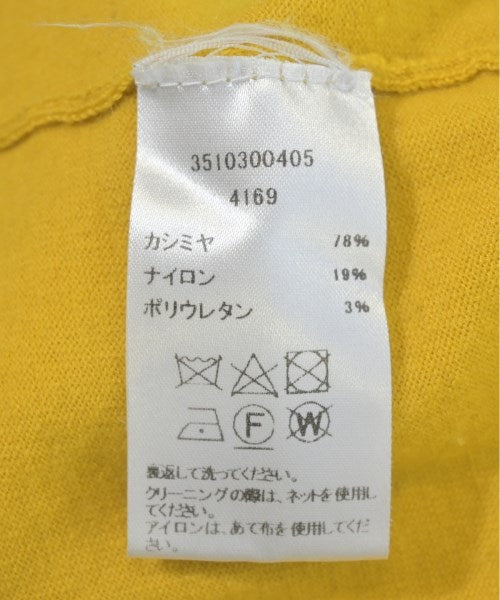 3510300405
4169
カシミヤ 78%
ナイロン 19%
ポリウレタン 3%
F W
裏返して洗ってください。
クリーニングの際は、ネットを使用し
てください。
アイロンは、あて布を使用してくだ
さい。